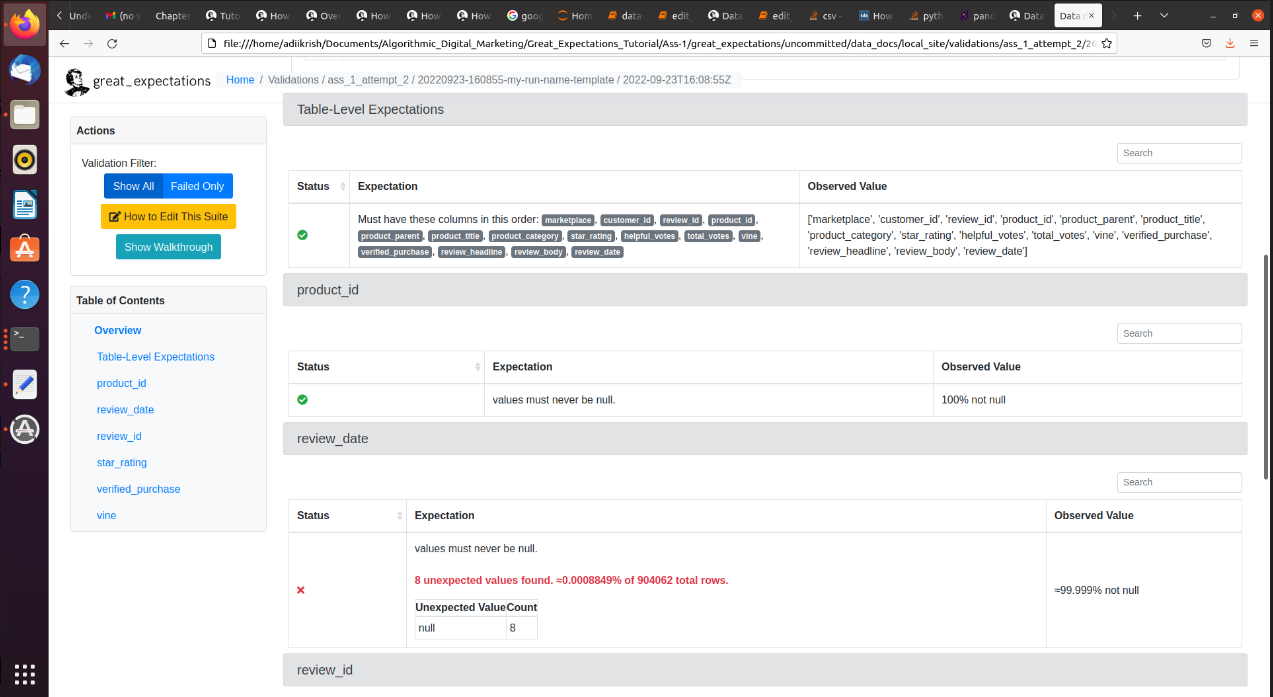 Unde
M (no s
Chapter
Tuto
How
Over
How
How
How
goog
Hom
data
edit_
Data
edit_
csv -
How
pyth
pand
Data
Data
file:///home/adiikrish/Documents/Algorithmic_Digital_Marketing/Great_Expectations_Tutorial/Ass-1/great_expectations/uncommitted/data_docs/local_site/validations/ass_1_attempt_2/20
great_expectations
Home / Validations / ass_1_attempt_2 / 20220923-160855-my-run-name-template / 2022-09-23T16:08:55Z
Actions
Validation Filter:
Show All Failed Only
How to Edit This Suite
Show Walkthrough
Table of Contents
Overview
Table-Level Expectations
product_id
review_date
review_id
star_rating
verified_purchase
vine
Table-Level Expectations
Search
Status Expectation Observed Value
Must have these columns in this order: marketplace, customer_id, review_id, product_id,
product_parent, product_title, product_category, star_rating, helpful_votes, total_votes, vine,
verified_purchase, review_headline, review_body, review_date
['marketplace', 'customer_id', 'review_id', 'product_id', 'product_parent', 'product_title',
'product_category', 'star_rating', 'helpful_votes', 'total_votes', 'vine', 'verified_purchase',
'review_headline', 'review_body', 'review_date']
product_id
Search
Status Expectation Observed Value
values must never be null. 100% not null
review_date
Search
Status Expectation Observed Value
values must never be null.
8 unexpected values found. ≈0.0008849% of 904062 total rows.
Unexpected Value Count
null 8
≈99.999% not null
review_id